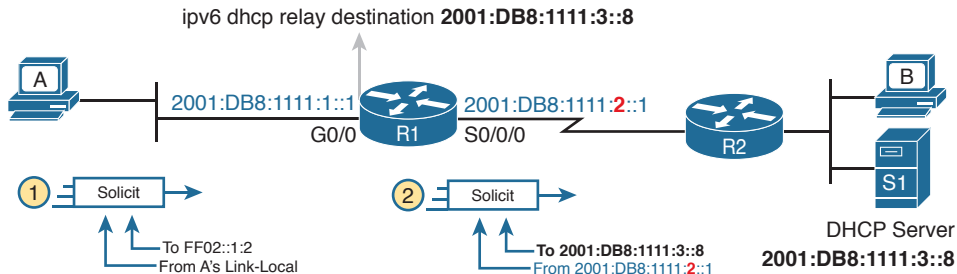 ipv6 dhcp relay destination 2001:DB8:1111:3::8
A
2001:DB8:1111:1::1
G0/0
R1
2001:DB8:1111:2::1
S0/0/0
R2
B
S1
DHCP Server
2001:DB8:1111:3::8
1
Solicit
To FF02::1:2
From A's Link-Local
2
Solicit
To 2001:DB8:1111:3::8
From 2001:DB8:1111:2::1